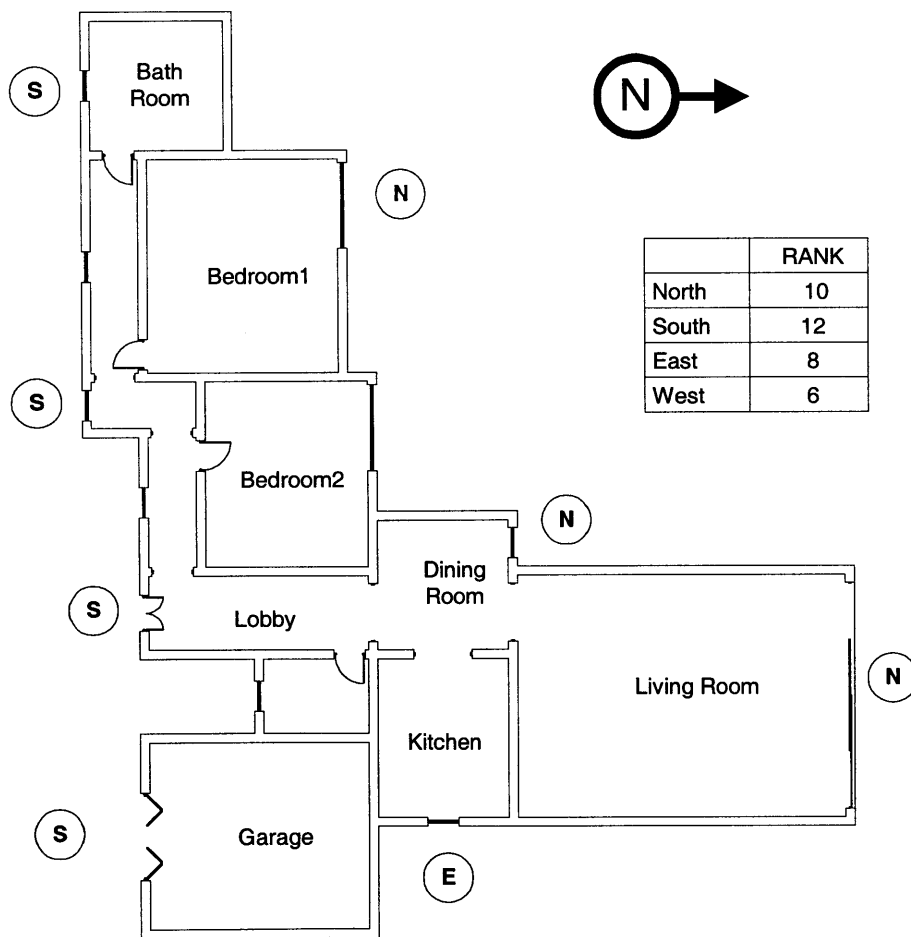 Bath
Room
S
N
N
Bedroom1
RANK
North 10
South 12
East 8
West 6
S
Bedroom2
N
Dining
Room
S
Lobby
Living Room
N
Kitchen
S
Garage
E